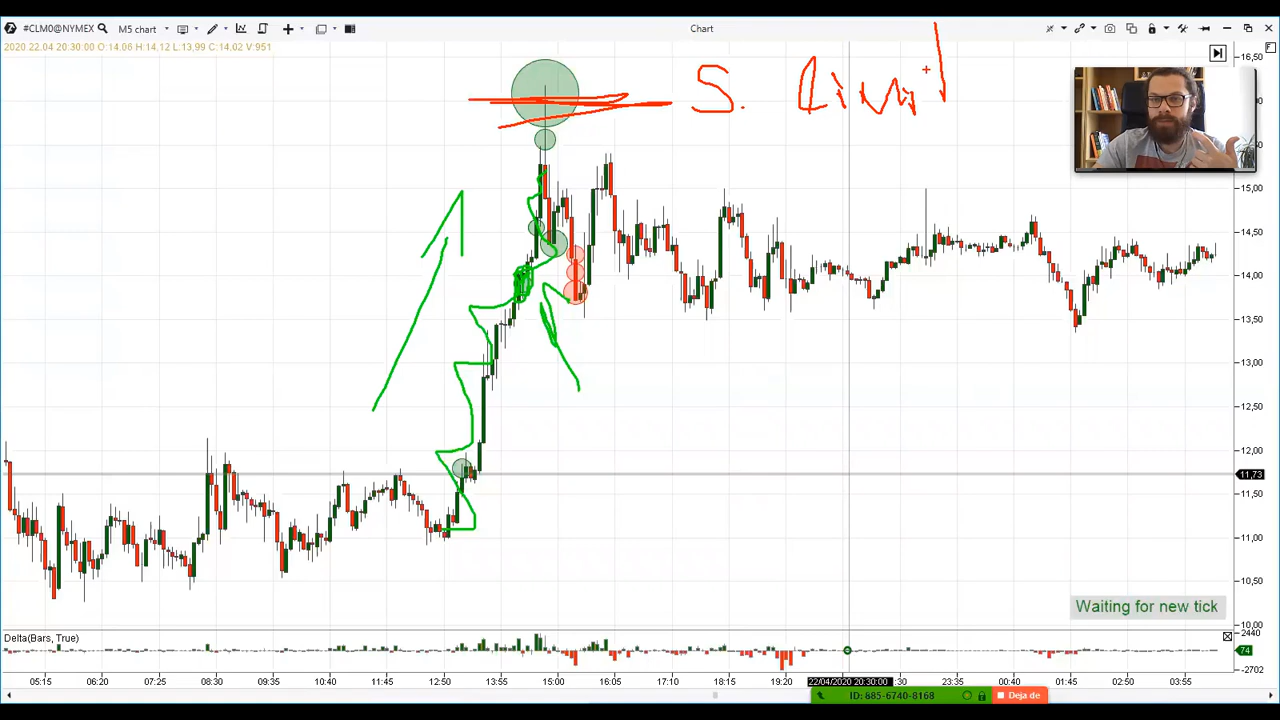 #CLM0@NYMEX M5 chart Chart
2020.22.04 20:30:00 O:14.06 H:14,12 L:13,99 C:14.02 V:951
16,50
S. Limit
15,00
14,50
14,00
13,50
13,00
12,50
12,00
11,73
11,50
11,00
10,50
Waiting for new tick
10,00
Delta(Bars, True)
2440
74
-2702
05:15 06:20 07:25 08:30 09:35 10:40 11:45 12:50 13:55 15:00 16:05 17:10 18:15 19:20 22/04/2020 20:30:00 :30 22:35 23:40 00:40 01:45 02:50 03:55
ID: 685-6740-8168 Deja de